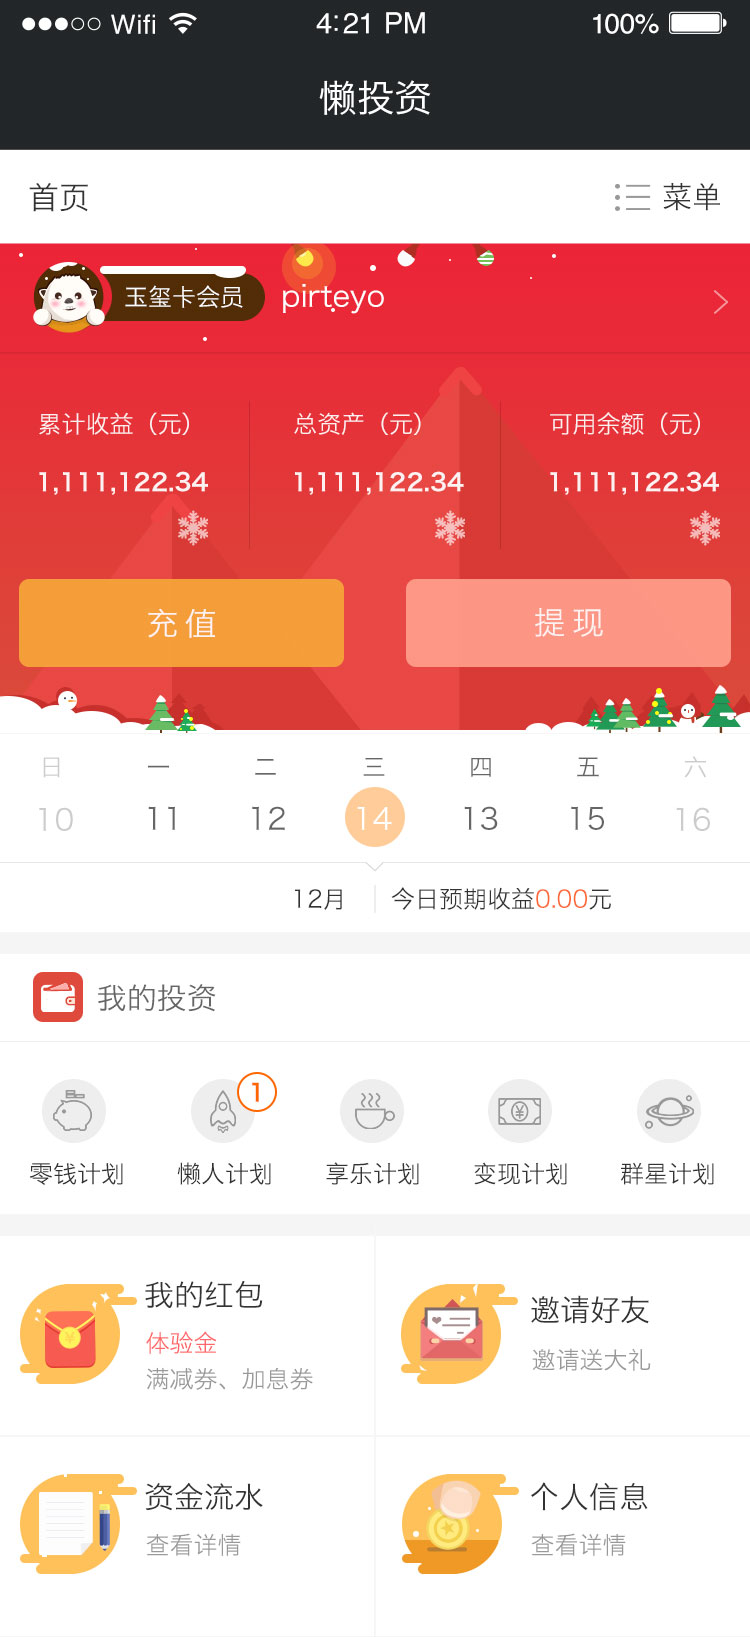 Wifi 4:21 PM 100%
懒投资
首页 菜单
玉玺卡会员 pirteyo
累计收益（元） 总资产（元） 可用余额（元）
1,111,122.34 1,111,122.34 1,111,122.34
充值 提现
日 一 二 三 四 五 六
10 11 12 14 13 15 16
12月 今日预期收益0.00元
我的投资
1
零钱计划 懒人计划 享乐计划 变现计划 群星计划
我的红包
体验金
满减券、加息券
邀请好友
邀请送大礼
资金流水
查看详情
个人信息
查看详情